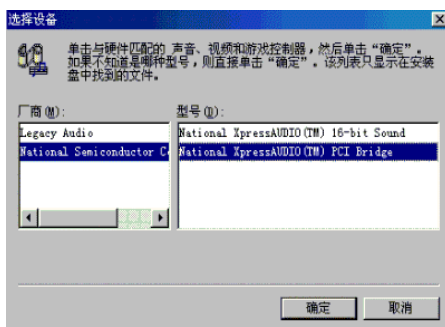 选择设备
单击与硬件匹配的 声音、视频和游戏控制器，然后单击“确定”。
如果不知道是哪种型号，则直接单击“确定”。该列表只显示在安装
盘中找到的文件。
厂商(M):
型号(D):
Legacy Audio
National XpressAUDIO(TM) 16-bit Sound
National Semiconductor Co
National XpressAUDIO(TM) PCI Bridge
确定
取消